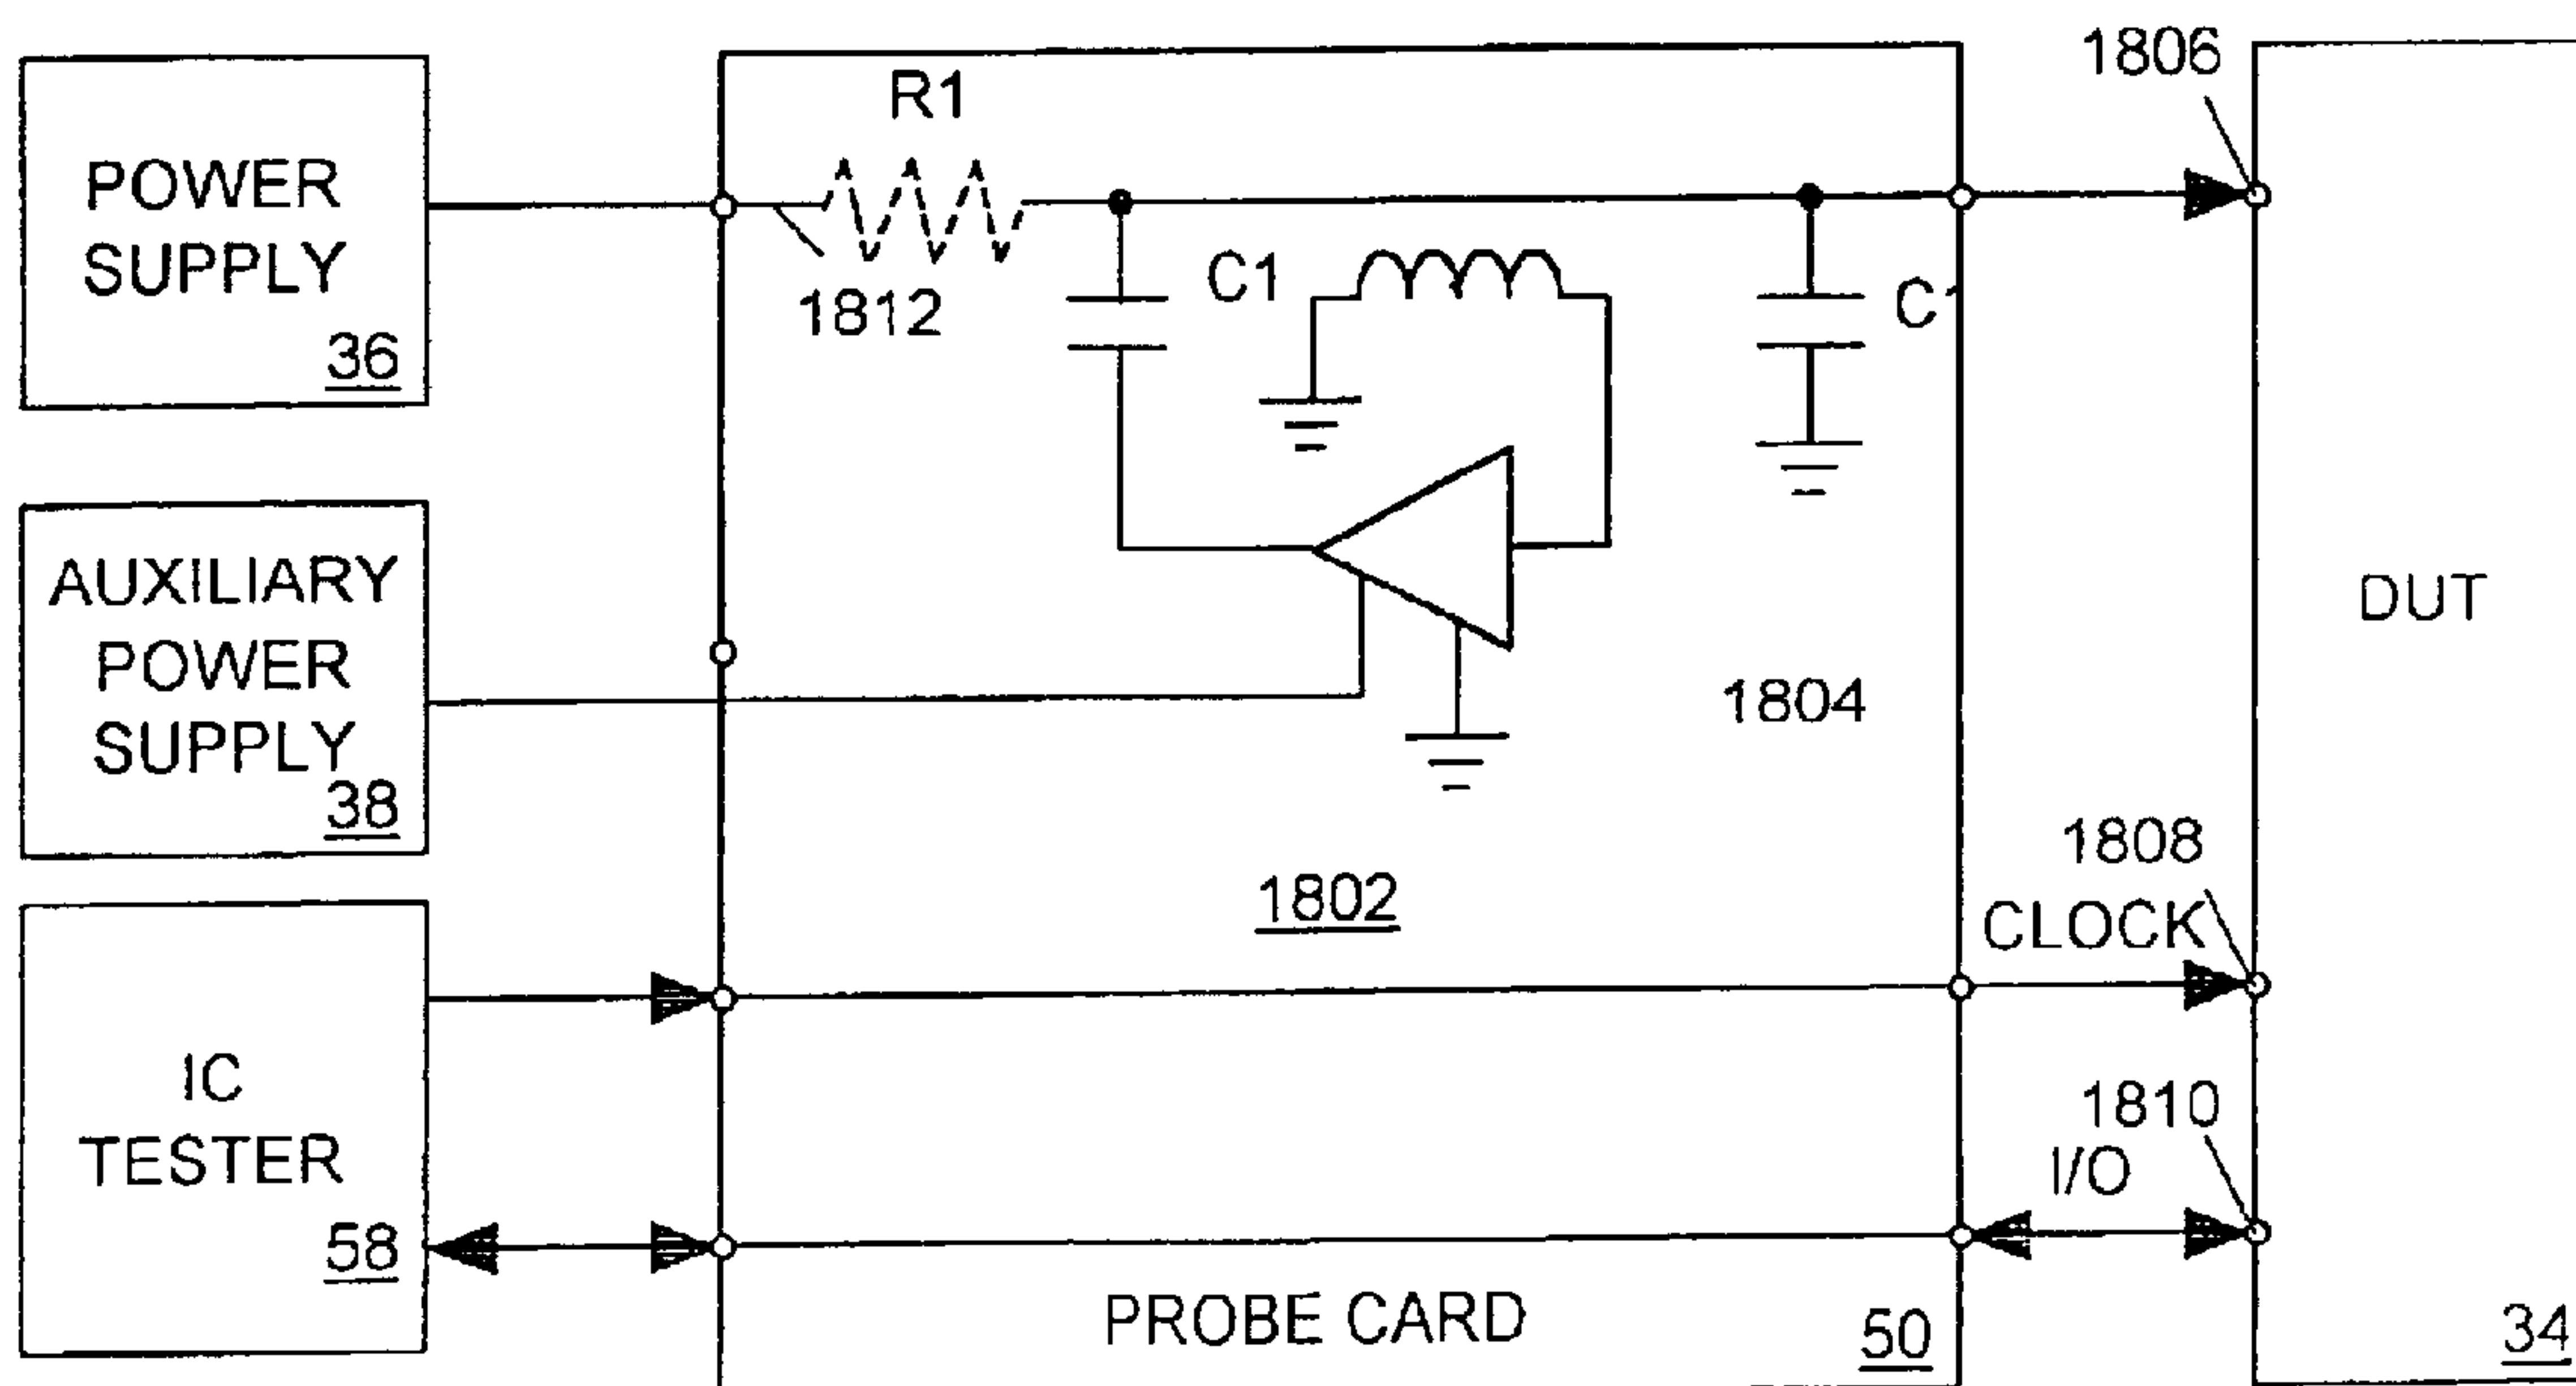 POWER
SUPPLY
36
AUXILIARY
POWER
SUPPLY
38
IC
TESTER
58
R1
1812
C1
C1
1804
1802
PROBE CARD
50
1806
1808
CLOCK
1810
I/O
DUT
34